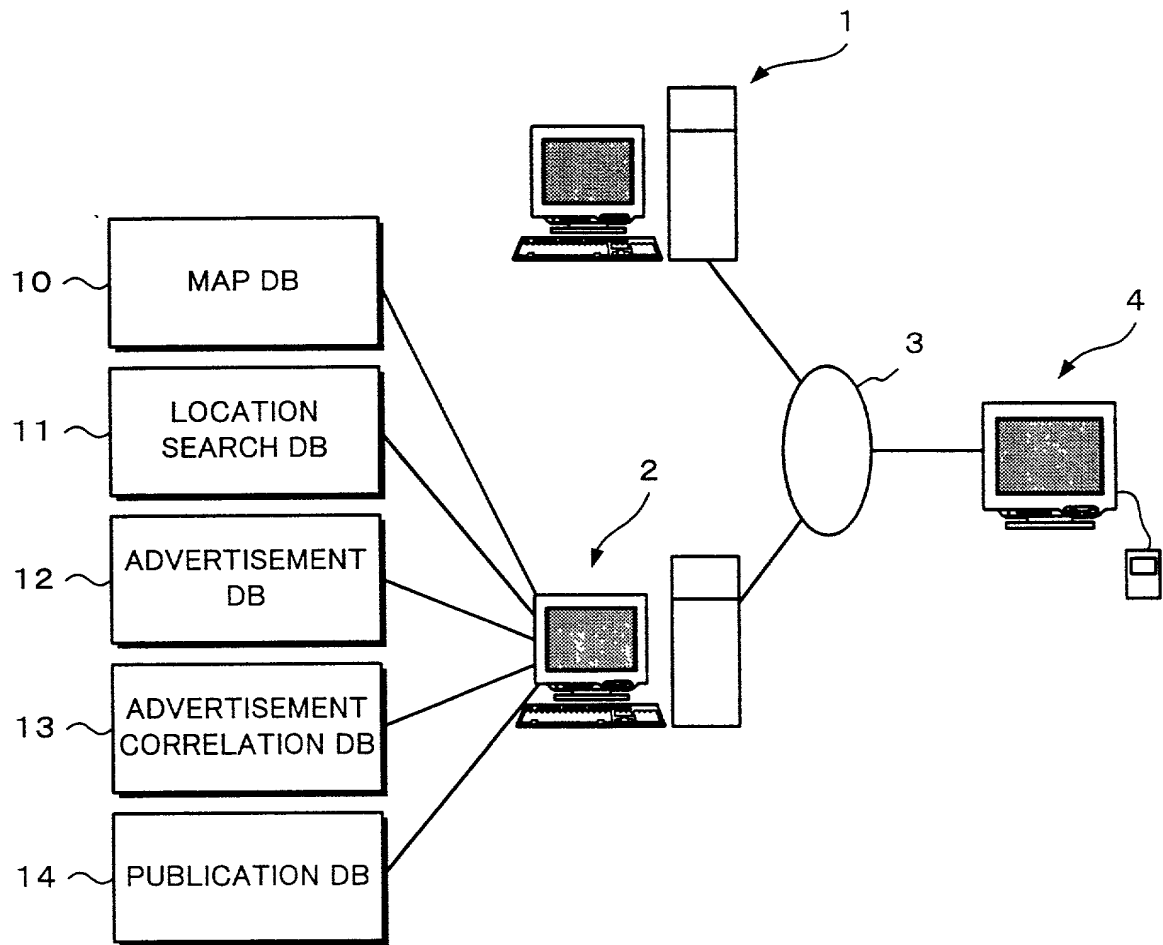 1
10
MAP DB
4
3
11
LOCATION
SEARCH DB
2
12
ADVERTISEMENT
DB
13
ADVERTISEMENT
CORRELATION DB
14
PUBLICATION DB